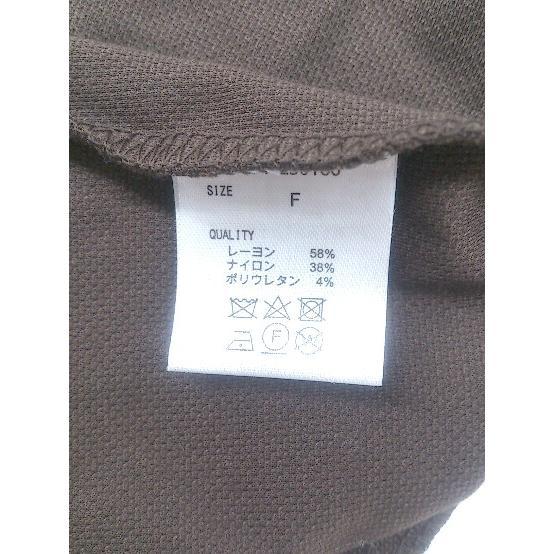 SIZE
F
QUALITY
レーヨン 58%
ナイロン 38%
ポリウレタン 4%
F